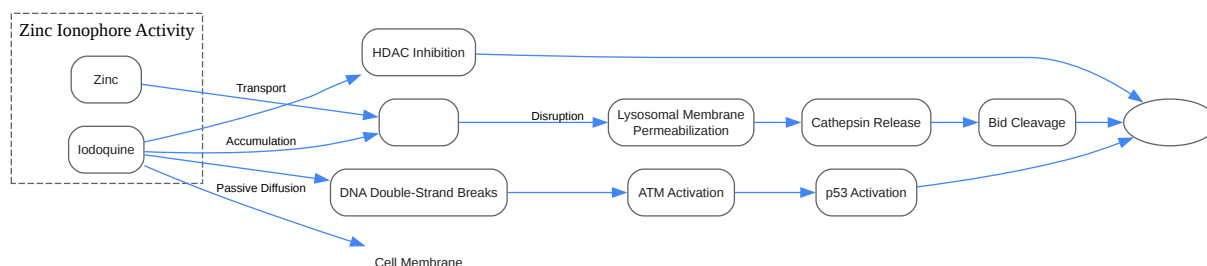 Zinc Ionophore Activity
Zinc
Iodoquine
Transport
Accumulation
Passive Diffusion
HDAC Inhibition
DNA Double-Strand Breaks
Cell Membrane
Disruption
Lysosomal Membrane
Permeabilization
ATM Activation
Cathepsin Release
p53 Activation
Bid Cleavage